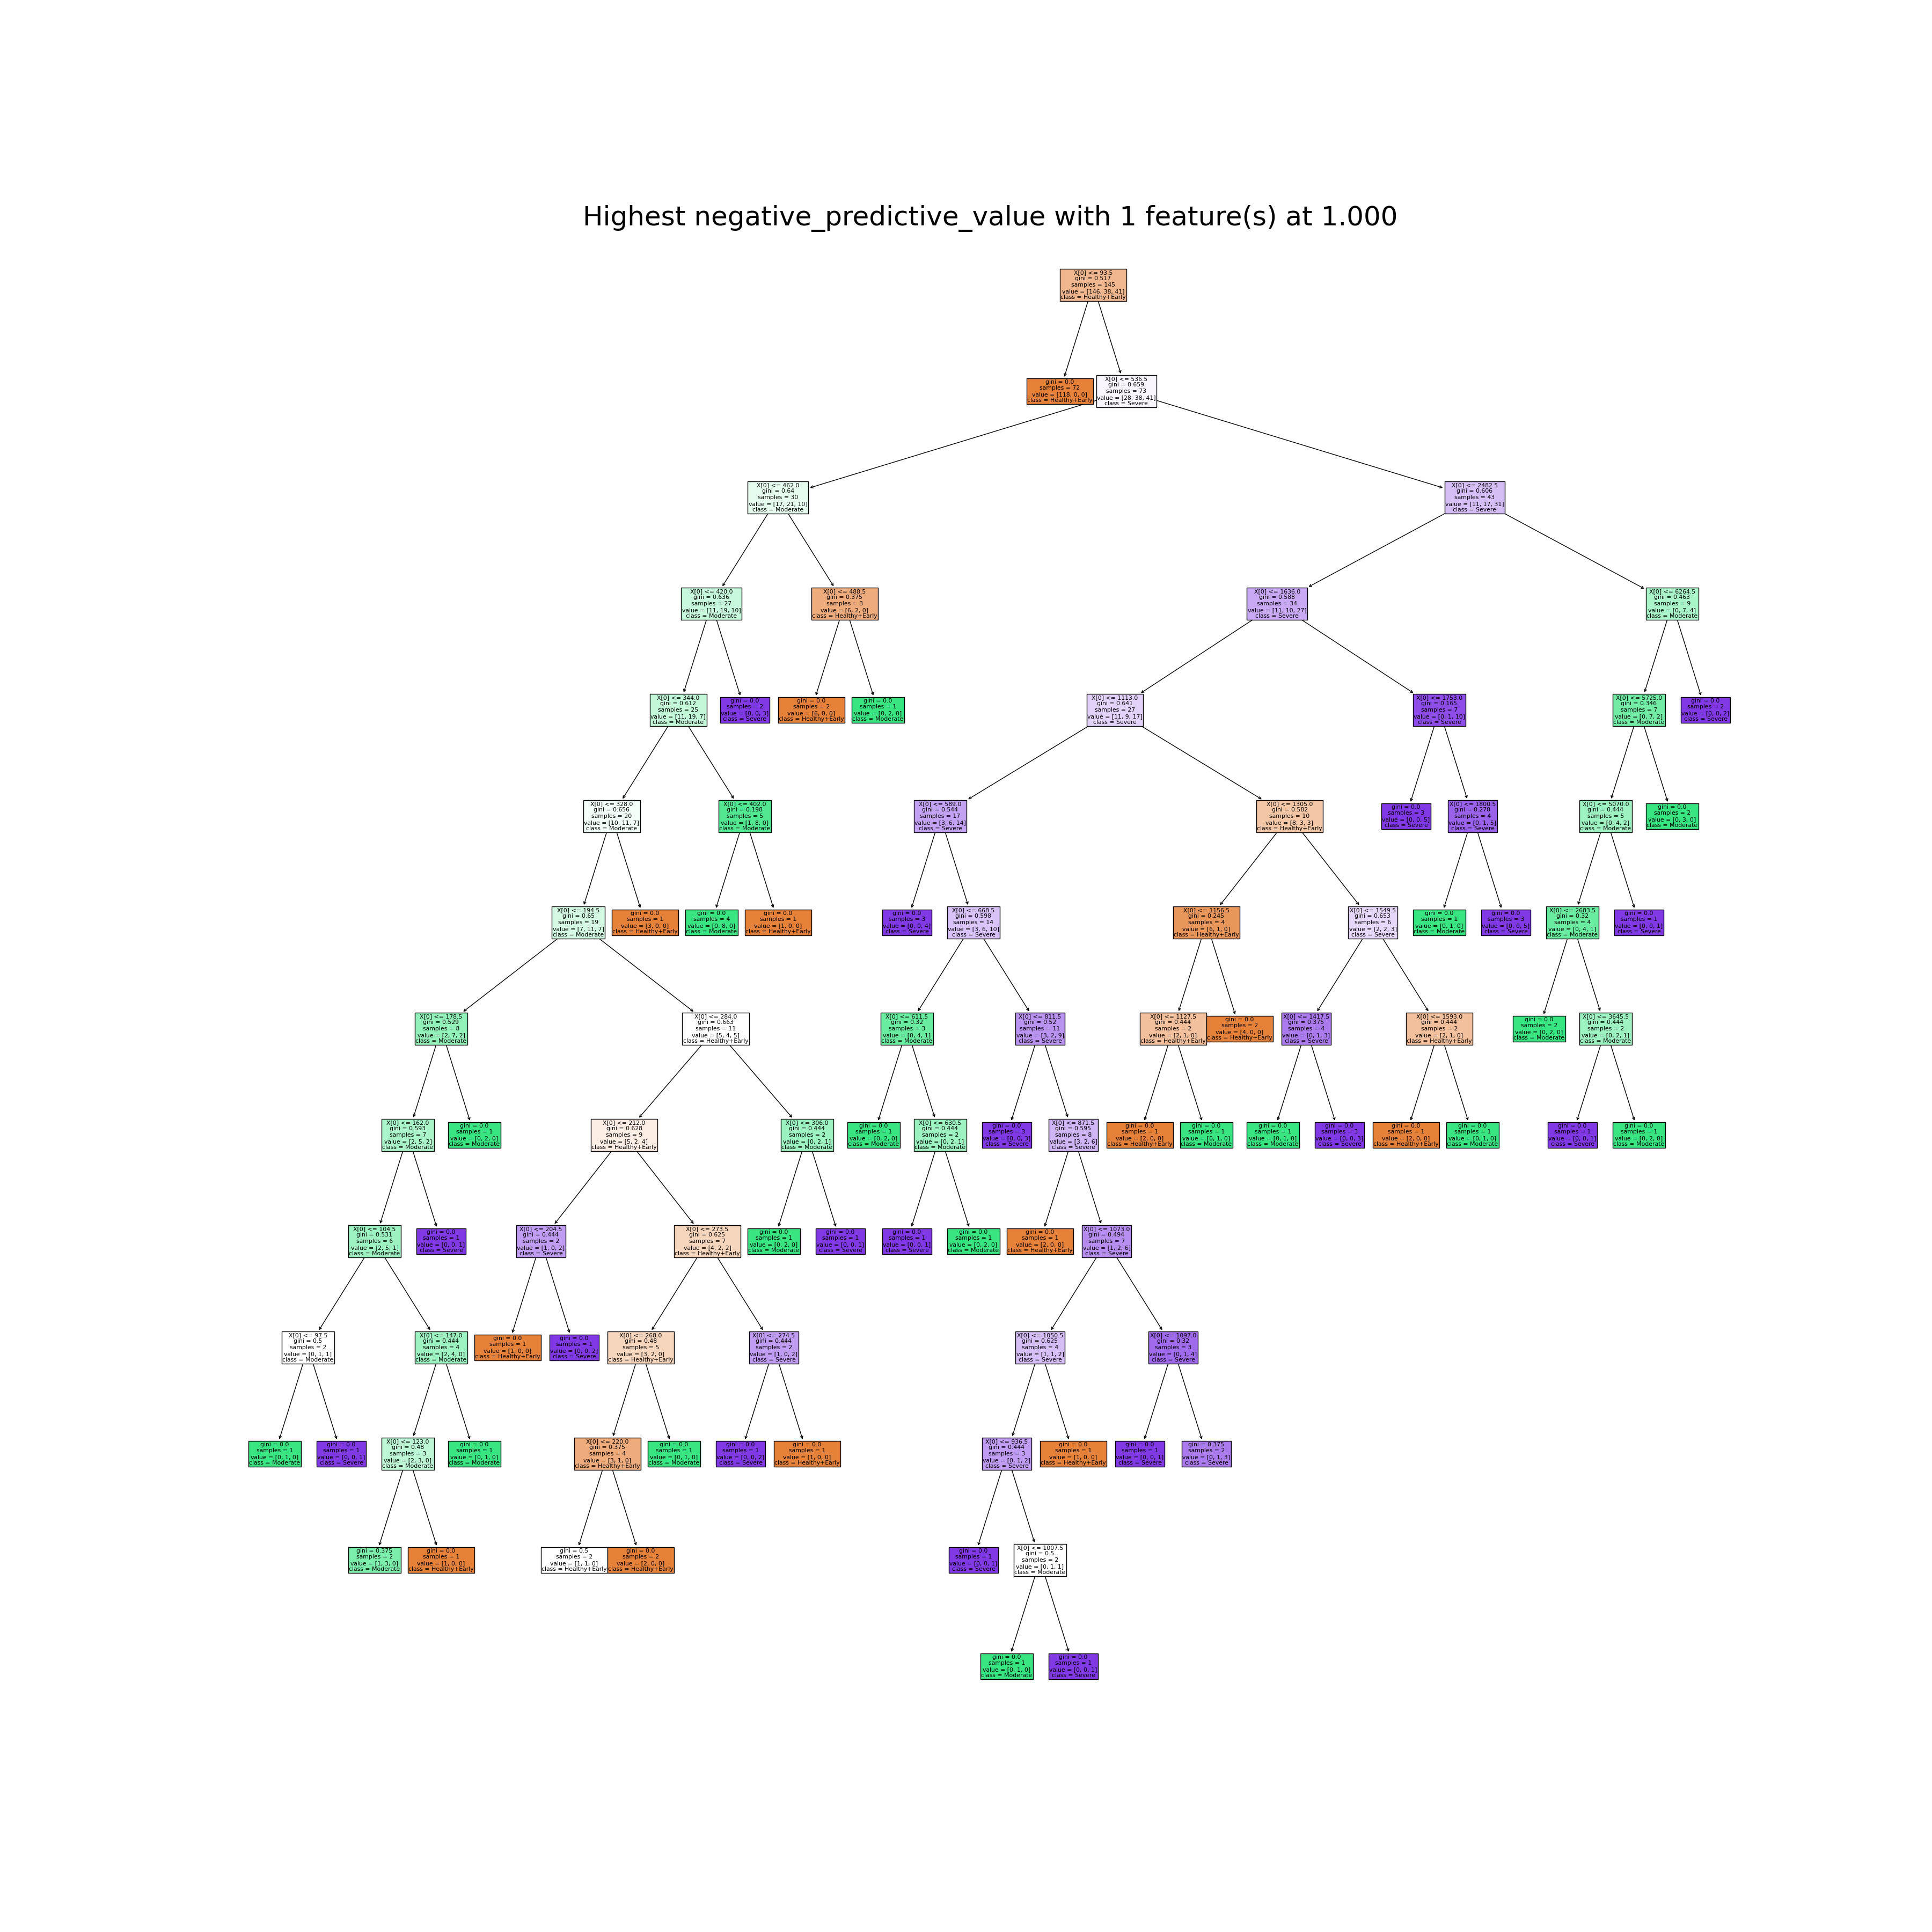 Highest negative_predictive_value with 1 feature(s) at 1.000
X[0] <= 93.5
gini = 0.517
samples = 145
value = [146, 38, 41]
class = Healthy+Early
gini = 0.0
samples = 72
value = [118, 0, 0]
class = Healthy+Early
X[0] <= 536.5
gini = 0.659
samples = 73
value = [28, 38, 41]
class = Severe
X[0] <= 462.0
gini = 0.64
samples = 30
value = [17, 21, 10]
class = Moderate
X[0] <= 2482.5
gini = 0.606
samples = 43
value = [11, 17, 31]
class = Severe
X[0] <= 420.0
gini = 0.636
samples = 27
value = [11, 19, 10]
class = Moderate
X[0] <= 488.5
gini = 0.375
samples = 3
value = [6, 2, 0]
class = Healthy+Early
X[0] <= 1636.0
gini = 0.588
samples = 34
value = [11, 10, 27]
class = Severe
X[0] <= 6264.5
gini = 0.463
samples = 9
value = [0, 7, 4]
class = Moderate
X[0] <= 344.0
gini = 0.612
samples = 25
value = [11, 19, 7]
class = Moderate
gini = 0.0
samples = 2
value = [0, 0, 3]
class = Severe
gini = 0.0
samples = 2
value = [6, 0, 0]
class = Healthy+Early
gini = 0.0
samples = 1
value = [0, 2, 0]
class = Moderate
X[0] <= 1113.0
gini = 0.641
samples = 27
value = [11, 9, 17]
class = Severe
X[0] <= 1753.0
gini = 0.165
samples = 7
value = [0, 1, 10]
class = Severe
X[0] <= 5725.0
gini = 0.346
samples = 7
value = [0, 7, 2]
class = Moderate
gini = 0.0
samples = 2
value = [0, 0, 2]
class = Severe
X[0] <= 328.0
gini = 0.656
samples = 20
value = [10, 11, 7]
class = Moderate
X[0] <= 402.0
gini = 0.198
samples = 5
value = [1, 8, 0]
class = Moderate
X[0] <= 589.0
gini = 0.544
samples = 17
value = [3, 6, 14]
class = Severe
X[0] <= 1305.0
gini = 0.582
samples = 10
value = [8, 3, 3]
class = Healthy+Early
gini = 0.0
samples = 3
value = [0, 0, 5]
class = Severe
X[0] <= 1800.5
gini = 0.278
samples = 4
value = [0, 1, 5]
class = Severe
X[0] <= 5070.0
gini = 0.444
samples = 5
value = [0, 4, 2]
class = Moderate
gini = 0.0
samples = 2
value = [0, 3, 0]
class = Moderate
X[0] <= 194.5
gini = 0.65
samples = 19
value = [7, 11, 7]
class = Moderate
gini = 0.0
samples = 1
value = [3, 0, 0]
class = Healthy+Early
gini = 0.0
samples = 4
value = [0, 8, 0]
class = Moderate
gini = 0.0
samples = 1
value = [1, 0, 0]
class = Healthy+Early
gini = 0.0
samples = 3
value = [0, 0, 4]
class = Severe
X[0] <= 668.5
gini = 0.598
samples = 14
value = [3, 6, 10]
class = Severe
X[0] <= 1156.5
gini = 0.245
samples = 4
value = [6, 1, 0]
class = Healthy+Early
X[0] <= 1549.5
gini = 0.653
samples = 6
value = [2, 2, 3]
class = Severe
gini = 0.0
samples = 1
value = [0, 1, 0]
class = Moderate
gini = 0.0
samples = 3
value = [0, 0, 5]
class = Severe
X[0] <= 2683.5
gini = 0.32
samples = 4
value = [0, 4, 1]
class = Moderate
gini = 0.0
samples = 1
value = [0, 0, 1]
class = Severe
X[0] <= 178.5
gini = 0.529
samples = 8
value = [2, 7, 2]
class = Moderate
X[0] <= 284.0
gini = 0.663
samples = 11
value = [5, 4, 5]
class = Healthy+Early
X[0] <= 611.5
gini = 0.32
samples = 3
value = [0, 4, 1]
class = Moderate
X[0] <= 811.5
gini = 0.52
samples = 11
value = [3, 2, 9]
class = Severe
X[0] <= 1127.5
gini = 0.444
samples = 2
value = [2, 1, 0]
class = Healthy+Early
gini = 0.0
samples = 2
value = [4, 0, 0]
class = Healthy+Early
X[0] <= 1417.5
gini = 0.375
samples = 4
value = [0, 1, 3]
class = Severe
X[0] <= 1593.0
gini = 0.444
samples = 2
value = [2, 1, 0]
class = Healthy+Early
gini = 0.0
samples = 2
value = [0, 2, 0]
class = Moderate
X[0] <= 3645.5
gini = 0.444
samples = 2
value = [0, 2, 1]
class = Moderate
X[0] <= 162.0
gini = 0.593
samples = 7
value = [2, 5, 2]
class = Moderate
gini = 0.0
samples = 1
value = [0, 2, 0]
class = Moderate
X[0] <= 212.0
gini = 0.628
samples = 9
value = [5, 2, 4]
class = Healthy+Early
X[0] <= 306.0
gini = 0.444
samples = 2
value = [0, 2, 1]
class = Moderate
gini = 0.0
samples = 1
value = [0, 2, 0]
class = Moderate
X[0] <= 630.5
gini = 0.444
samples = 2
value = [0, 2, 1]
class = Moderate
gini = 0.0
samples = 3
value = [0, 0, 3]
class = Severe
X[0] <= 871.5
gini = 0.595
samples = 8
value = [3, 2, 6]
class = Severe
gini = 0.0
samples = 1
value = [2, 0, 0]
class = Healthy+Early
gini = 0.0
samples = 1
value = [0, 1, 0]
class = Moderate
gini = 0.0
samples = 1
value = [0, 1, 0]
class = Moderate
gini = 0.0
samples = 3
value = [0, 0, 3]
class = Severe
gini = 0.0
samples = 1
value = [2, 0, 0]
class = Healthy+Early
gini = 0.0
samples = 1
value = [0, 1, 0]
class = Moderate
gini = 0.0
samples = 1
value = [0, 0, 1]
class = Severe
gini = 0.0
samples = 1
value = [0, 2, 0]
class = Moderate
X[0] <= 104.5
gini = 0.531
samples = 6
value = [2, 5, 1]
class = Moderate
gini = 0.0
samples = 1
value = [0, 0, 1]
class = Severe
X[0] <= 204.5
gini = 0.444
samples = 2
value = [1, 0, 2]
class = Severe
X[0] <= 273.5
gini = 0.625
samples = 7
value = [4, 2, 2]
class = Healthy+Early
gini = 0.0
samples = 1
value = [0, 2, 0]
class = Moderate
gini = 0.0
samples = 1
value = [0, 0, 1]
class = Severe
gini = 0.0
samples = 1
value = [0, 0, 1]
class = Severe
gini = 0.0
samples = 1
value = [0, 2, 0]
class = Moderate
gini = 0.0
samples = 1
value = [2, 0, 0]
class = Healthy+Early
X[0] <= 1073.0
gini = 0.494
samples = 7
value = [1, 2, 6]
class = Severe
X[0] <= 97.5
gini = 0.5
samples = 2
value = [0, 1, 1]
class = Moderate
X[0] <= 147.0
gini = 0.444
samples = 4
value = [2, 4, 0]
class = Moderate
gini = 0.0
samples = 1
value = [1, 0, 0]
class = Healthy+Early
gini = 0.0
samples = 1
value = [0, 0, 2]
class = Severe
X[0] <= 268.0
gini = 0.48
samples = 5
value = [3, 2, 0]
class = Healthy+Early
X[0] <= 274.5
gini = 0.444
samples = 2
value = [1, 0, 2]
class = Severe
X[0] <= 1050.5
gini = 0.625
samples = 4
value = [1, 1, 2]
class = Severe
X[0] <= 1097.0
gini = 0.32
samples = 3
value = [0, 1, 4]
class = Severe
gini = 0.0
samples = 1
value = [0, 1, 0]
class = Moderate
gini = 0.0
samples = 1
value = [0, 0, 1]
class = Severe
X[0] <= 123.0
gini = 0.48
samples = 3
value = [2, 3, 0]
class = Moderate
gini = 0.0
samples = 1
value = [0, 1, 0]
class = Moderate
X[0] <= 220.0
gini = 0.375
samples = 4
value = [3, 1, 0]
class = Healthy+Early
gini = 0.0
samples = 1
value = [0, 1, 0]
class = Moderate
gini = 0.0
samples = 1
value = [0, 0, 2]
class = Severe
gini = 0.0
samples = 1
value = [1, 0, 0]
class = Healthy+Early
X[0] <= 936.5
gini = 0.444
samples = 3
value = [0, 1, 2]
class = Severe
gini = 0.0
samples = 1
value = [1, 0, 0]
class = Healthy+Early
gini = 0.0
samples = 1
value = [0, 0, 1]
class = Severe
gini = 0.375
samples = 2
value = [0, 1, 3]
class = Severe
gini = 0.375
samples = 2
value = [1, 3, 0]
class = Moderate
gini = 0.0
samples = 1
value = [1, 0, 0]
class = Healthy+Early
gini = 0.5
samples = 2
value = [1, 1, 0]
class = Healthy+Early
gini = 0.0
samples = 2
value = [2, 0, 0]
class = Healthy+Early
gini = 0.0
samples = 1
value = [0, 0, 1]
class = Severe
X[0] <= 1007.5
gini = 0.5
samples = 2
value = [0, 1, 1]
class = Moderate
gini = 0.0
samples = 1
value = [0, 1, 0]
class = Moderate
gini = 0.0
samples = 1
value = [0, 0, 1]
class = Severe